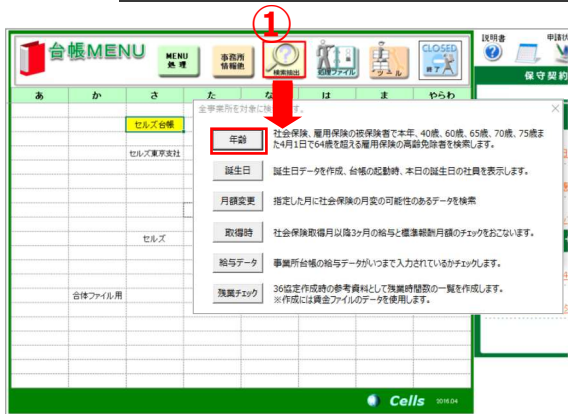 ①
台帳MENU
MENU
処 理
事務所
情報他
検索抽出
処理ファイル
ツール
CLOSED
終了
説明書
保守契約
あ か さ た な は ま やらわ
全事業所を対象に検
す。
セルズ台帳
セルズ東京支社
セルズ
合体ファイル用
年齢
社会保険、雇用保険の被保険者で本年、40歳、60歳、65歳、70歳、75歳ま
た4月1日で64歳を超える雇用保険の高齢免除者を検索します。
誕生日
誕生日データを作成、台帳の起動時、本日の誕生日の社員を表示します。
月額変更
指定した月に社会保険の月変の可能性のあるデータを検索
取得時
社会保険取得月以降3ヶ月の給与と標準報酬月額のチェックをおこないます。
給与データ
事業所台帳の給与データがいつまで入力されているかチェックします。
残業チェック
36協定作成時の参考資料として残業時間数の一覧を作成します。
※作成には賃金ファイルのデータを使用します。
Cells 2016.04